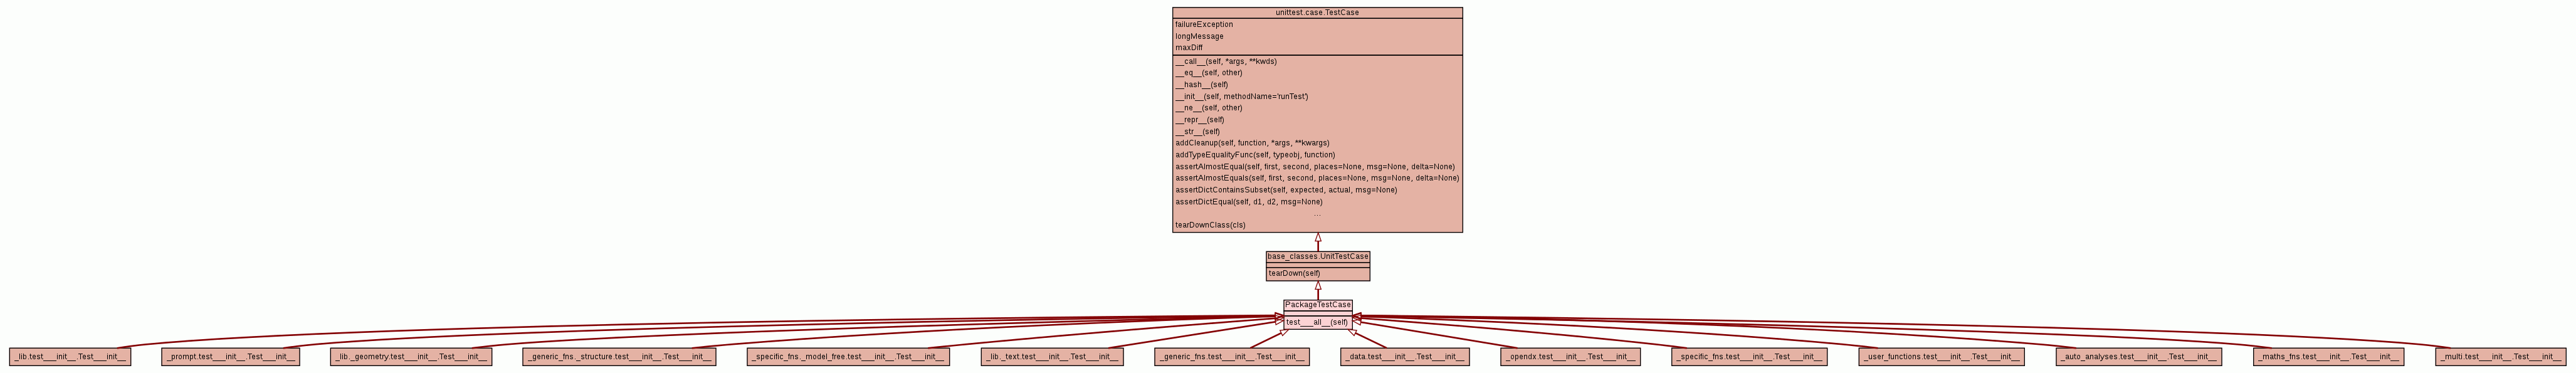 unittest.case.TestCase
failureException
longMessage
maxDiff
__call__(self, *args, **kwds)
__eq__(self, other)
__hash__(self)
__init__(self, methodName='runTest')
__ne__(self, other)
__repr__(self)
__str__(self)
addCleanup(self, function, *args, **kwargs)
addTypeEqualityFunc(self, typeobj, function)
assertAlmostEqual(self, first, second, places=None, msg=None, delta=None)
assertAlmostEquals(self, first, second, places=None, msg=None, delta=None)
assertDictContainsSubset(self, expected, actual, msg=None)
assertDictEqual(self, d1, d2, msg=None)
...
tearDownClass(cls)
base_classes.UnitTestCase
tearDown(self)
PackageTestCase
test___all__(self)
_lib.test___init__.Test___init__
_prompt.test___init__.Test___init__
_lib._geometry.test___init__.Test___init__
_generic_fns._structure.test___init__.Test___init__
_specific_fns._model_free.test___init__.Test___init__
_lib._text.test___init__.Test___init__
_generic_fns.test___init__.Test___init__
_data.test___init__.Test___init__
_opendx.test___init__.Test___init__
_specific_fns.test___init__.Test___init__
_user_functions.test___init__.Test___init__
_auto_analyses.test___init__.Test___init__
_maths_fns.test___init__.Test___init__
_multi.test___init__.Test___init__